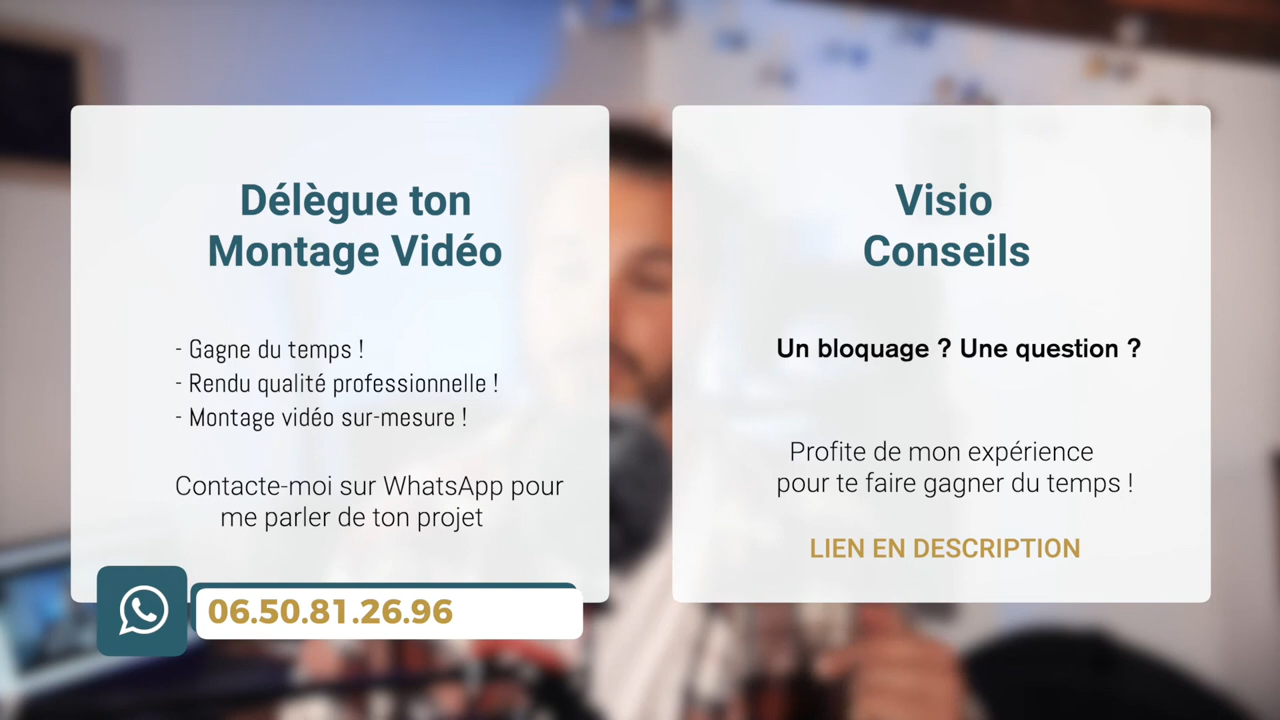 Délègue ton
Montage Vidéo
- Gagne du temps !
- Rendu qualité professionnelle !
- Montage vidéo sur-mesure !
Contacte-moi sur WhatsApp pour
me parler de ton projet
06.50.81.26.96
Visio
Conseils
Un bloquage ? Une question ?
Profite de mon expérience
pour te faire gagner du temps !
LIEN EN DESCRIPTION